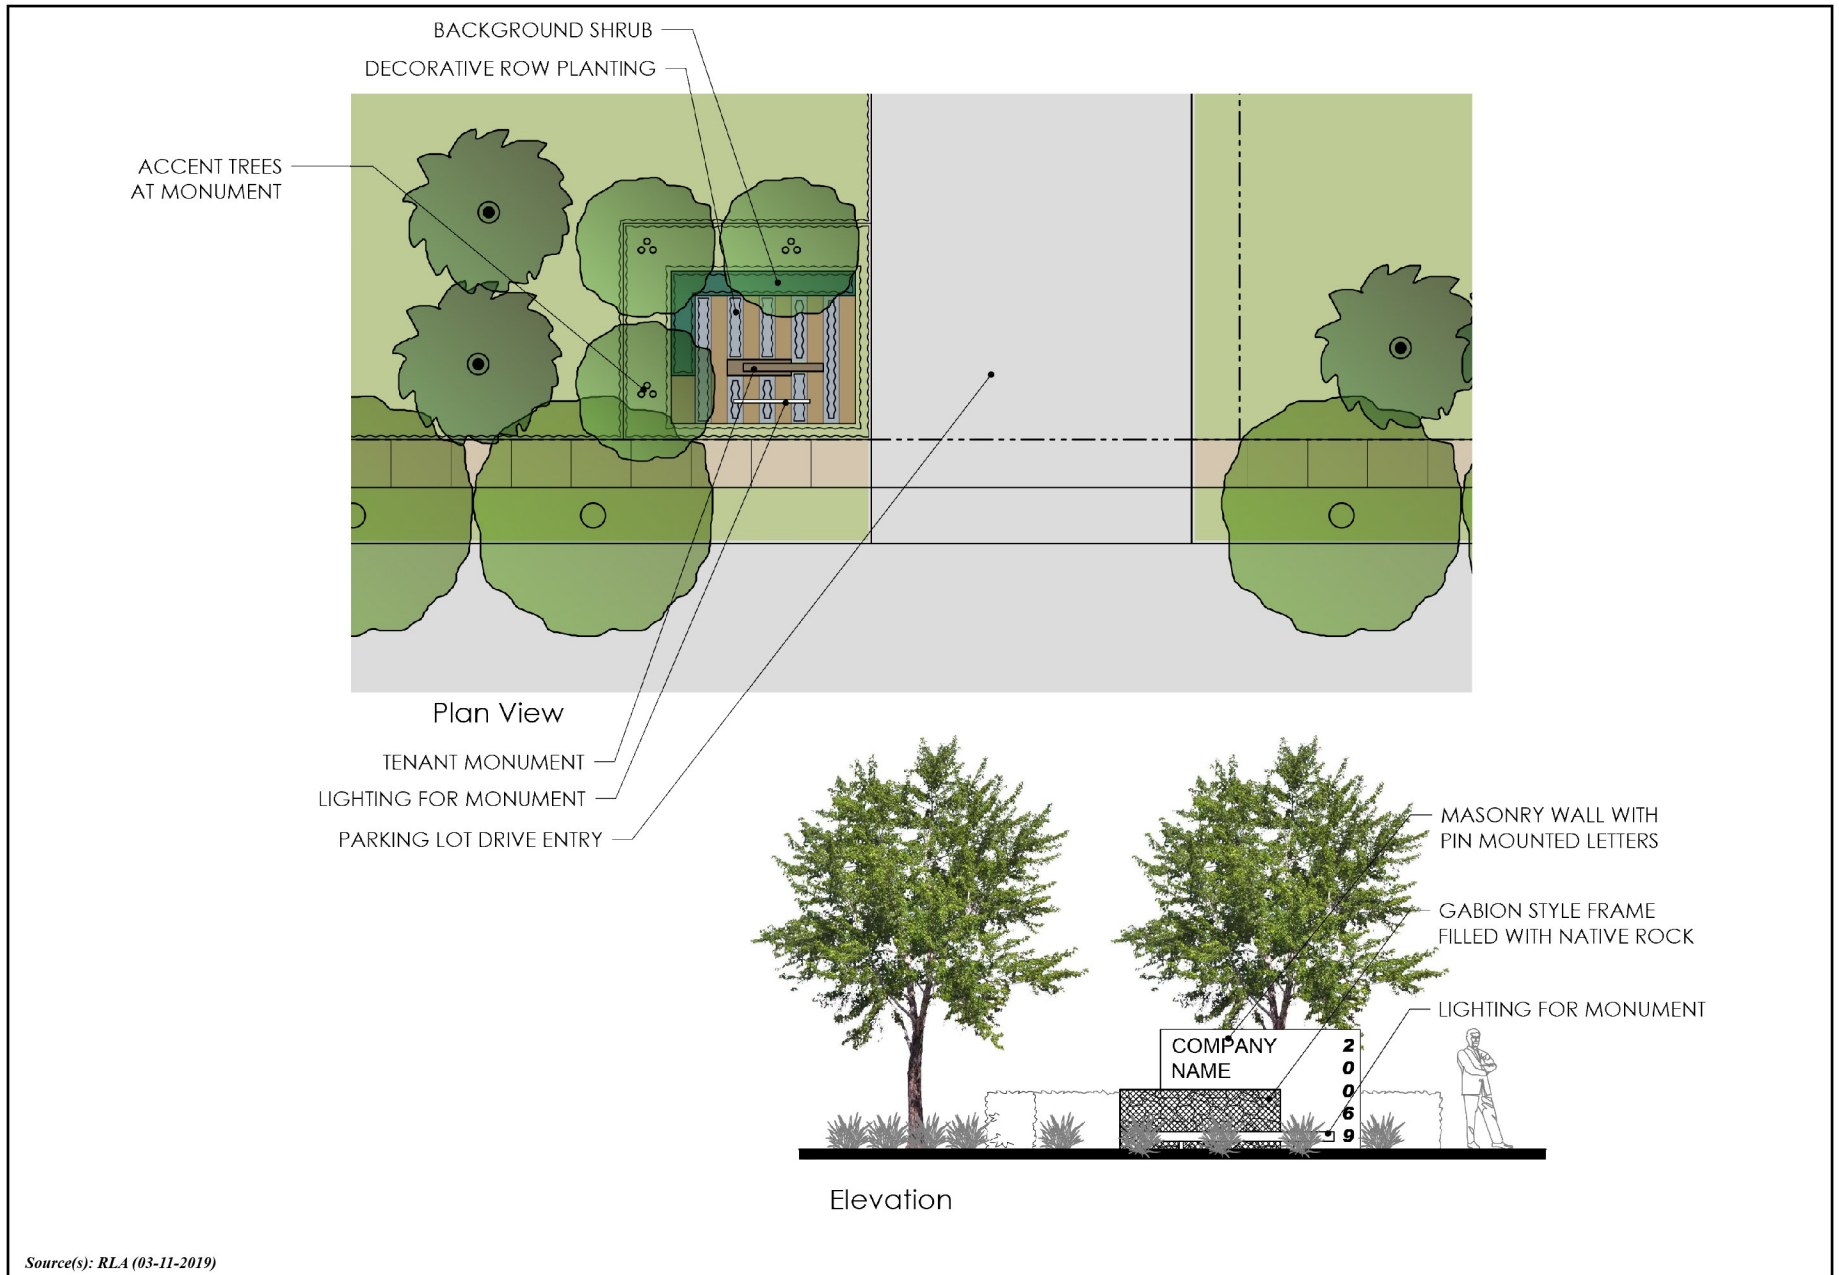 BACKGROUND SHRUB
DECORATIVE ROW PLANTING
ACCENT TREES
AT MONUMENT
Plan View
TENANT MONUMENT
LIGHTING FOR MONUMENT
PARKING LOT DRIVE ENTRY
MASONRY WALL WITH
PIN MOUNTED LETTERS
GABION STYLE FRAME
FILLED WITH NATIVE ROCK
LIGHTING FOR MONUMENT
COMPANY
NAME
2
0
0
6
9
Elevation
Source(s): RLA (03-11-2019)